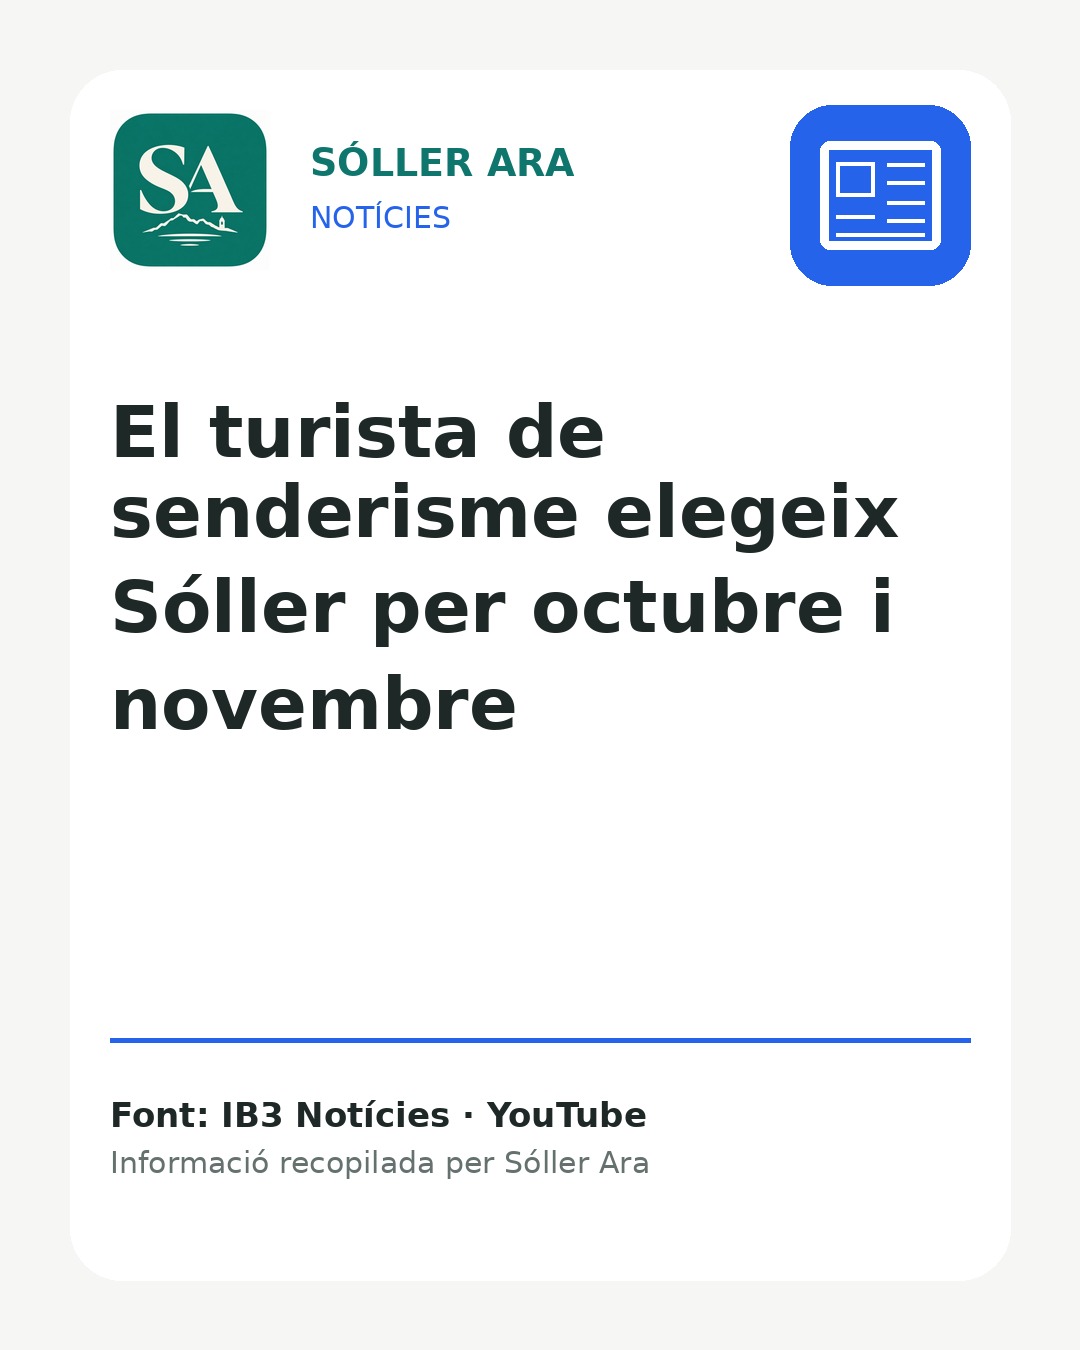 SA
SÓLLER ARA
NOTÍCIES
El turista de
senderisme elegeix
Sóller per octubre i
novembre
Font: IB3 Notícies · YouTube
Informació recopilada per Sóller Ara